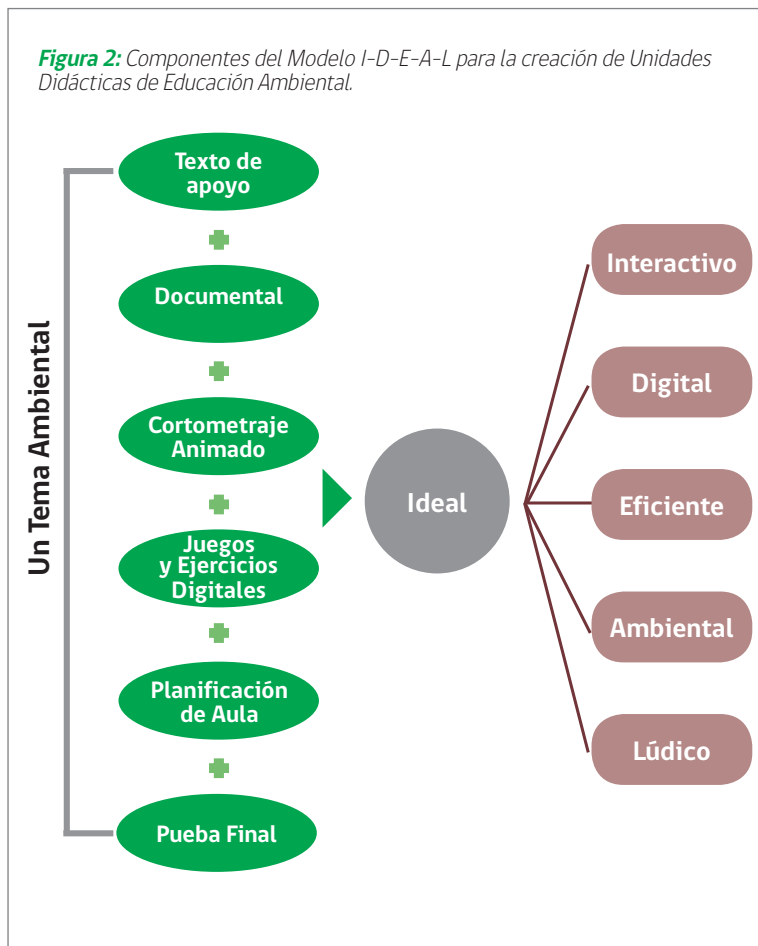 Figura 2: Componentes del Modelo I-D-E-A-L para la creación de Unidades
Didácticas de Educación Ambiental.
Un Tema Ambiental
Texto de
apoyo
Documental
Cortometraje
Animado
Juegos
y Ejercicios
Digitales
Planificación
de Aula
Prueba Final
Ideal
Interactivo
Digital
Eficiente
Ambiental
Lúdico